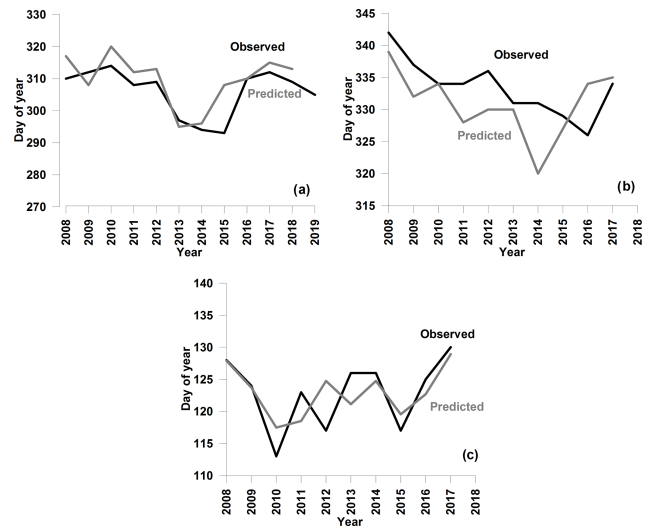 330
320
310
300
290
280
270
Day of year
Observed
Predicted
(a)
2008 2009 2010 2011 2012 2013 2014 2015 2016 2017 2018 2019
Year
345
340
335
330
325
320
315
Day of year
Observed
Predicted
(b)
2008 2009 2010 2011 2012 2013 2014 2015 2016 2017 2018
Year
140
135
130
125
120
115
110
Day of year
Observed
Predicted
(c)
2008 2009 2010 2011 2012 2013 2014 2015 2016 2017 2018
Year